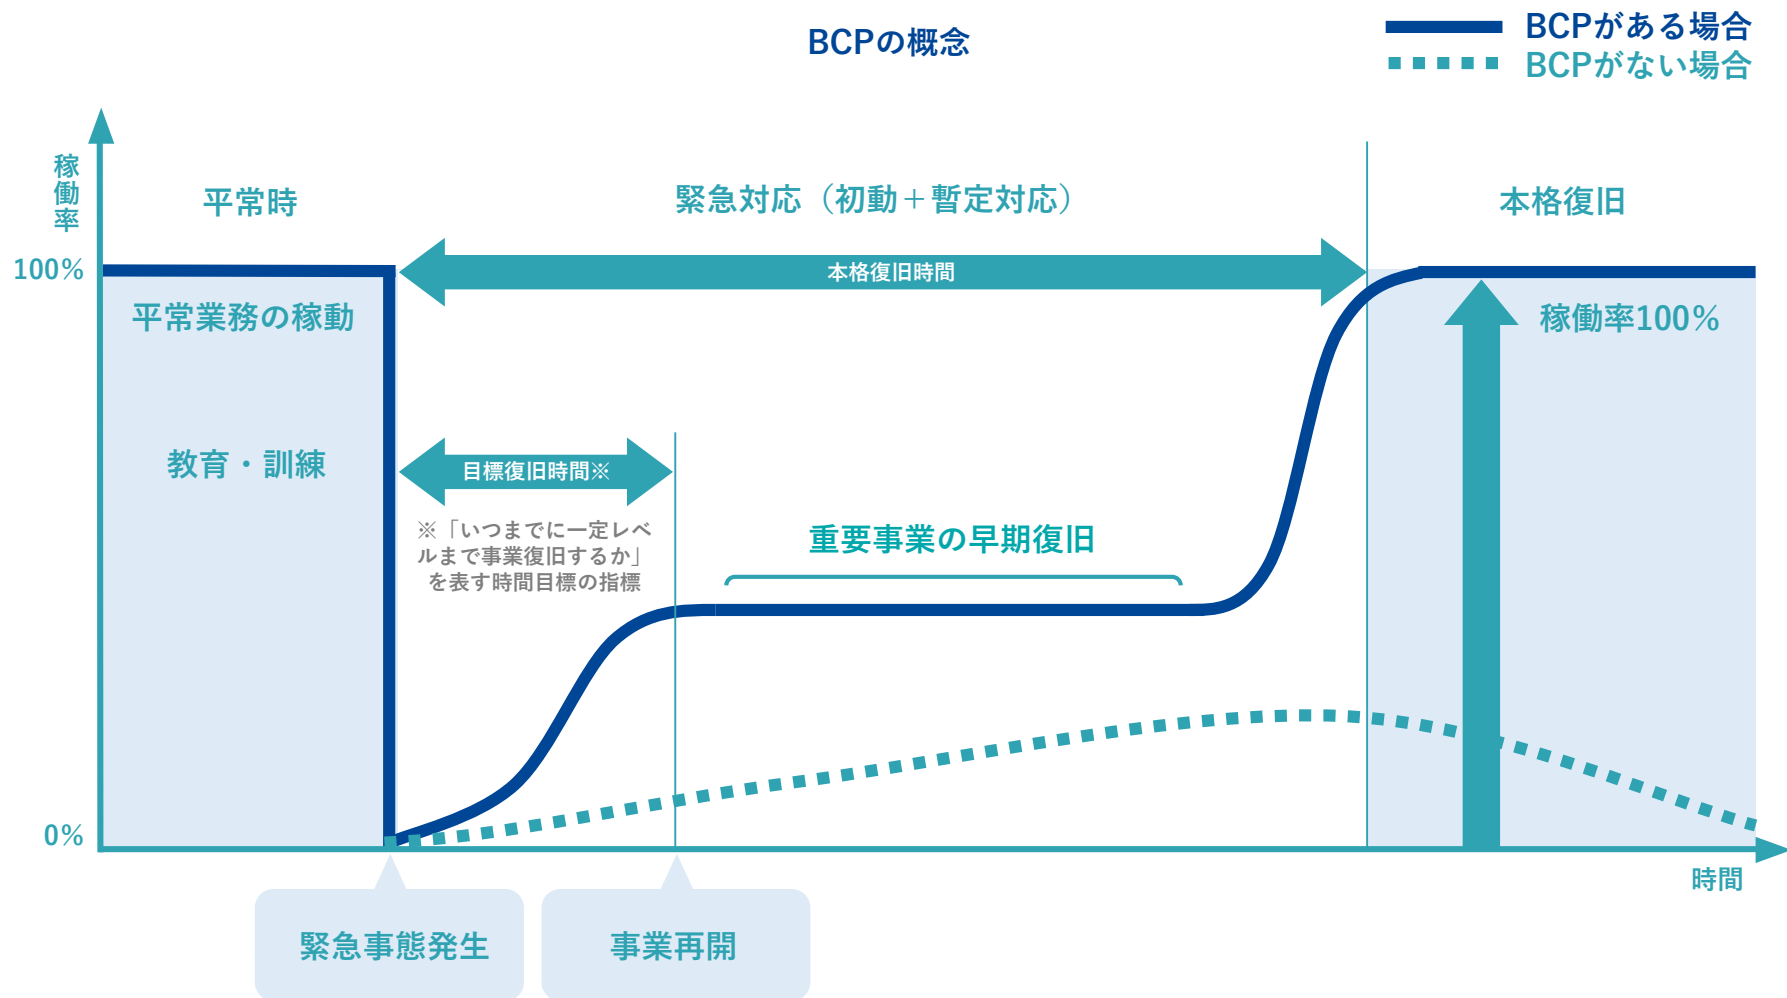 BCPの概念
BCPがある場合
BCPがない場合
稼働率
平常時
緊急対応（初動＋暫定対応）
本格復旧
100%
本格復旧時間
平常業務の稼動
稼働率100%
教育・訓練
目標復旧時間※
※「いつまでに一定レベ
ルまで事業復旧するか」
を表す時間目標の指標
重要事業の早期復旧
0%
時間
緊急事態発生
事業再開